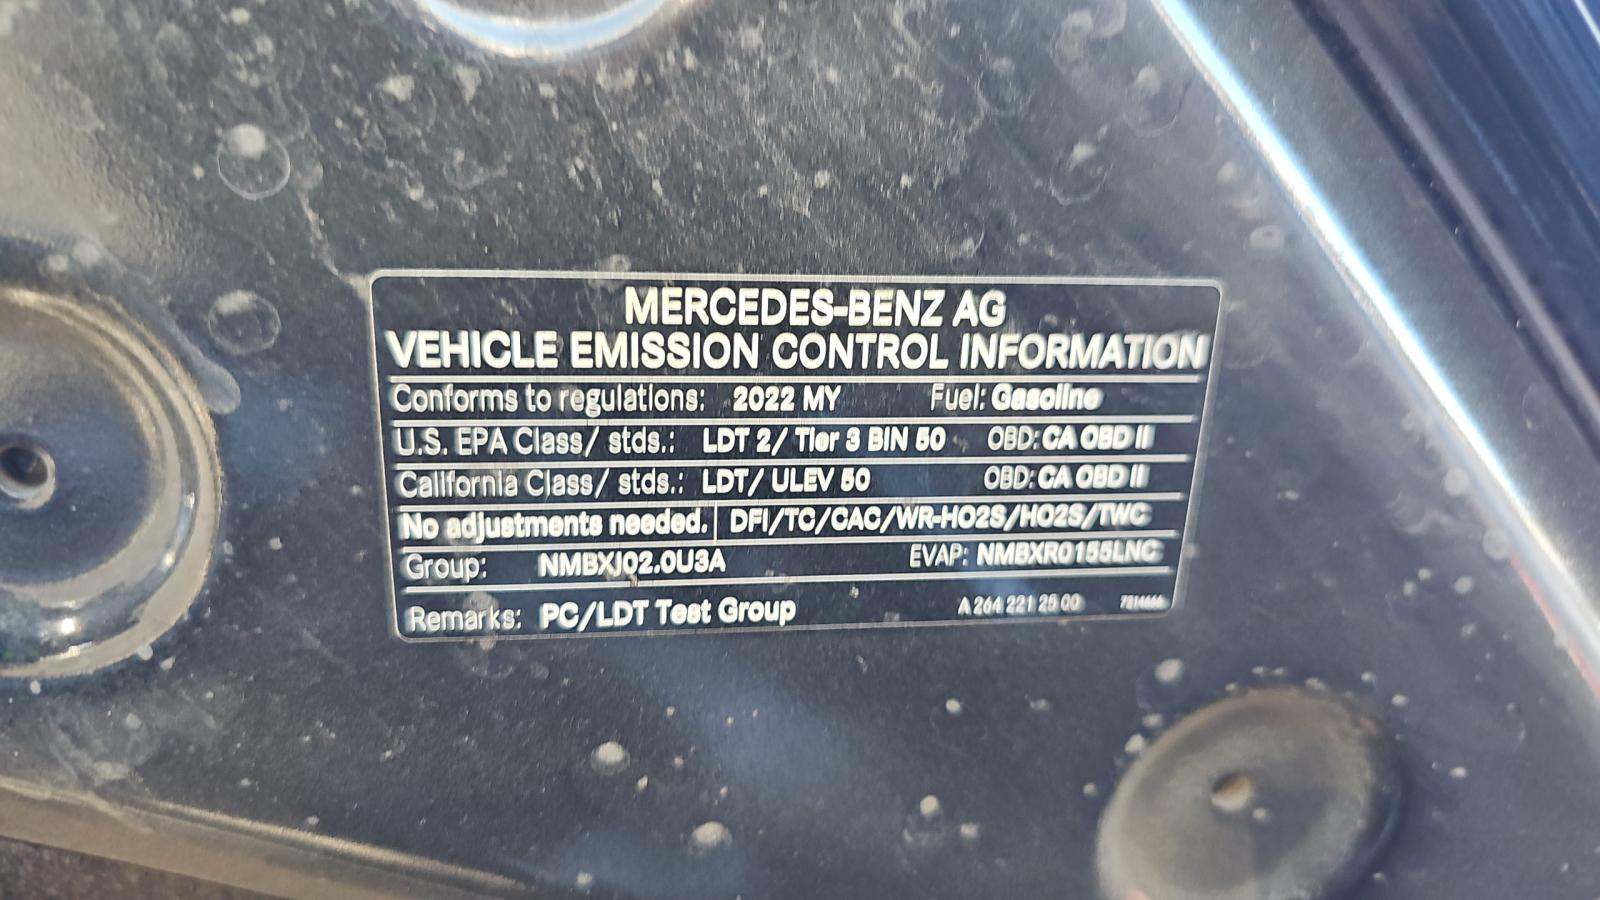 MERCEDES-BENZ AG
VEHICLE EMISSION CONTROL INFORMATION
Conforms to regulations: 2022 MY Fuel: Gasoline
U.S. EPA Class/ stds.: LDT 2/ Tier 3 BIN 50 OBD: CA OBD II
California Class/ stds.: LDT/ ULEV 50 OBD: CA OBD II
No adjustments needed. DFI/TC/CAC/WR-HO2S/HO2S/TWC
Group: NMBXJ02.0U3A EVAP: NMBXR0155LNC
Remarks: PC/LDT Test Group A 264 221 25 00